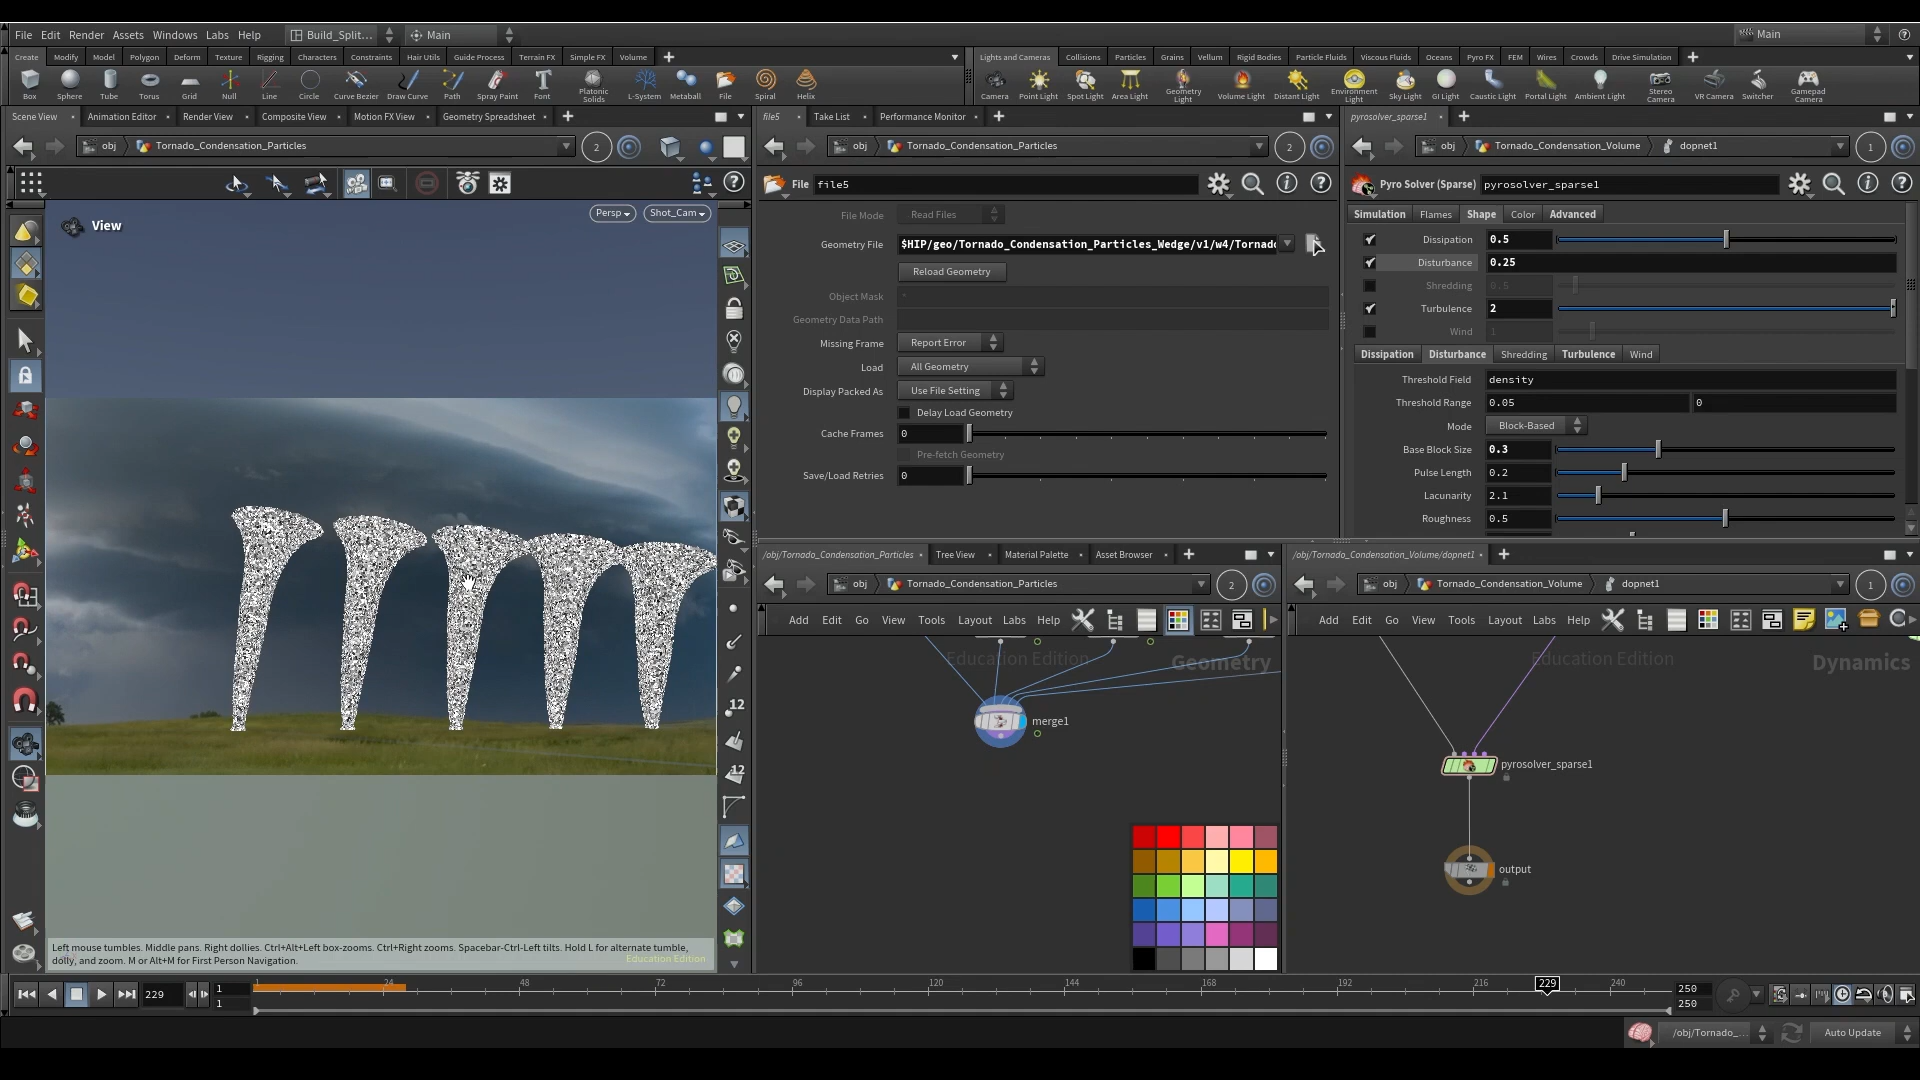 File Edit Render Assets Windows Labs Help Build_Split... Main Main
Create Modify Model Polygon Deform Texture Rigging Characters Constraints Hair Utils Guide Process Terrain FX Simple FX Volume
Lights and Cameras Collisions Particles Grains Vellum Rigid Bodies Particle Fluids Viscous Fluids Oceans Pyro FX FEM Wires Crowds Drive Simulation
Box Sphere Tube Torus Grid Null Line Circle Curve Bezier Draw Curve Path Spray Paint Font Platonic Solids L-System Metaball File Spiral Helix
Camera Point Light Spot Light Area Light Geometry Light Volume Light Distant Light Environment Light Sky Light GI Light Caustic Light Portal Light Ambient Light Stereo Camera VR Camera Switcher Gamepad Camera
Scene View Animation Editor Render View Composite View Motion FX View Geometry Spreadsheet
file5 Take List Performance Monitor
pyrosolver_sparse1
obj Tornado_Condensation_Particles 2
obj Tornado_Condensation_Particles 2
obj Tornado_Condensation_Volume dopnet1 1
View
Persp Shot_Cam
File file5
File Mode Read Files
Geometry File $HIP/geo/Tornado_Condensation_Particles_Wedge/v1/w4/Tornado
Reload Geometry
Object Mask *
Geometry Data Path
Missing Frame Report Error
Load All Geometry
Display Packed As Use File Setting
Delay Load Geometry
Cache Frames 0
Pre-fetch Geometry
Save/Load Retries 0
Pyro Solver (Sparse) pyrosolver_sparse1
Simulation Flames Shape Color Advanced
Dissipation 0.5
Disturbance 0.25
Shredding 0.5
Turbulence 2
Wind 1
Dissipation Disturbance Shredding Turbulence Wind
Threshold Field density
Threshold Range 0.05 0
Mode Block-Based
Base Block Size 0.3
Pulse Length 0.2
Lacunarity 2.1
Roughness 0.5
12
12
/obj/Tornado_Condensation_Particles Tree View Material Palette Asset Browser
obj Tornado_Condensation_Particles 2
Add Edit Go View Tools Layout Labs Help
Education Edition Geometry
merge1
/obj/Tornado_Condensation_Volume/dopnet1
obj Tornado_Condensation_Volume dopnet1 1
Add Edit Go View Tools Layout Labs Help
Education Edition Dynamics
pyrosolver_sparse1
output
Left mouse tumbles. Middle pans. Right dollies. Ctrl+Alt+Left box-zooms. Ctrl+Right zooms. Spacebar-Ctrl-Left tilts. Hold L for alternate tumble,
dolly, and zoom. M or Alt+M for First Person Navigation. Education Edition
229 1 1 1 24 48 72 96 120 144 168 192 216 229 240 250 250
/obj/Tornado_... Auto Update